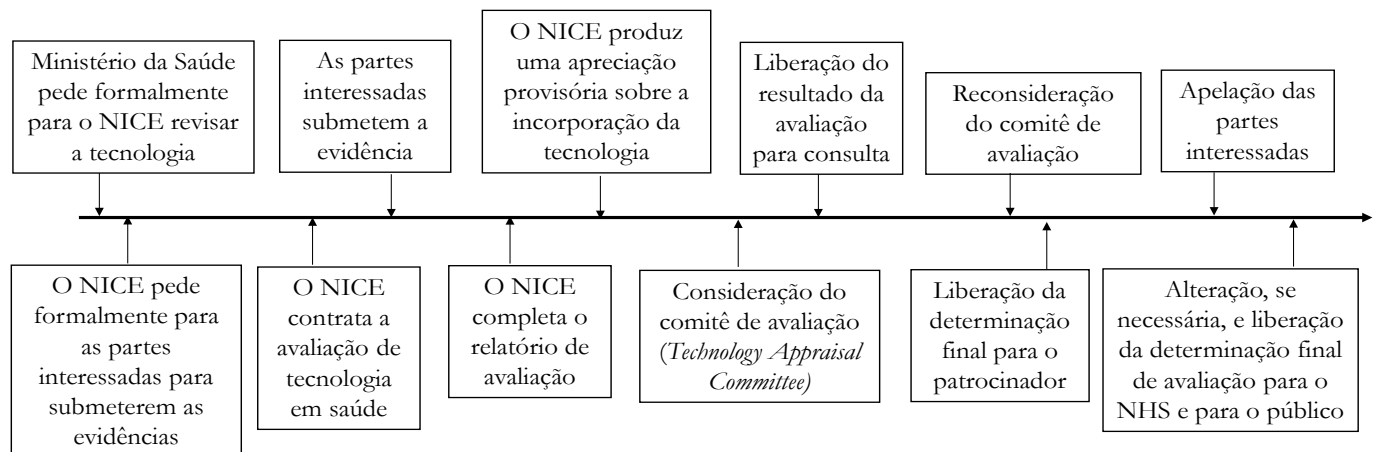 Ministério da Saúde
pede formalmente
para o NICE revisar
a tecnologia
As partes
interessadas
submetem a
evidência
O NICE produz
uma apreciação
provisória sobre a
incorporação da
tecnologia
Liberação do
resultado da
avaliação
para consulta
Reconsideração
do comitê de
avaliação
Apelação das
partes
interessadas
O NICE pede
formalmente para
as partes
interessadas para
submeterem as
evidências
O NICE
contrata a
avaliação de
tecnologia
em saúde
O NICE
completa o
relatório de
avaliação
Consideração do
comitê de avaliação
(Technology Appraisal
Committee)
Liberação da
determinação
final para o
patrocinador
Alteração, se
necessária, e liberação
da determinação final
de avaliação para o
NHS e para o público